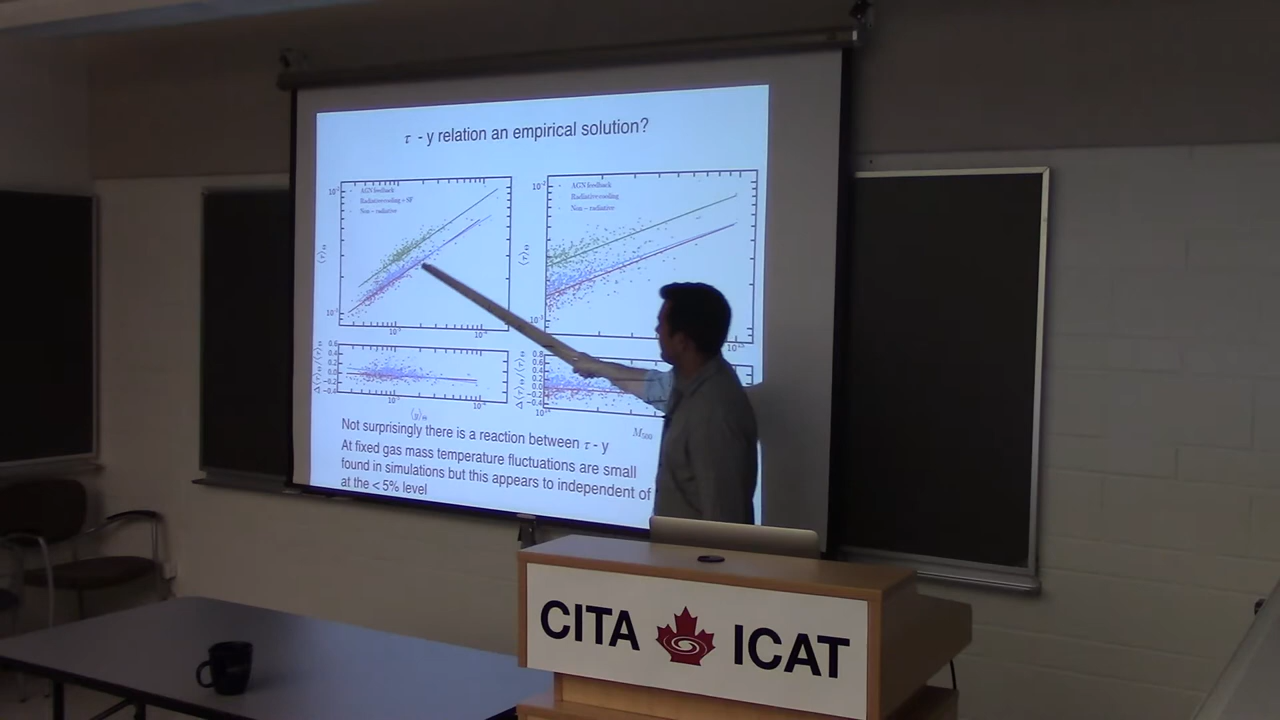 τ - y relation an empirical solution?
AGN feedback
Radiative cooling + SF
Non - radiative
AGN feedback
Radiative cooling
Non - radiative
M500
Not surprisingly there is a reaction between τ - y
At fixed gas mass temperature fluctuations are small
found in simulations but this appears to independent of
at the < 5% level
CITA ICAT